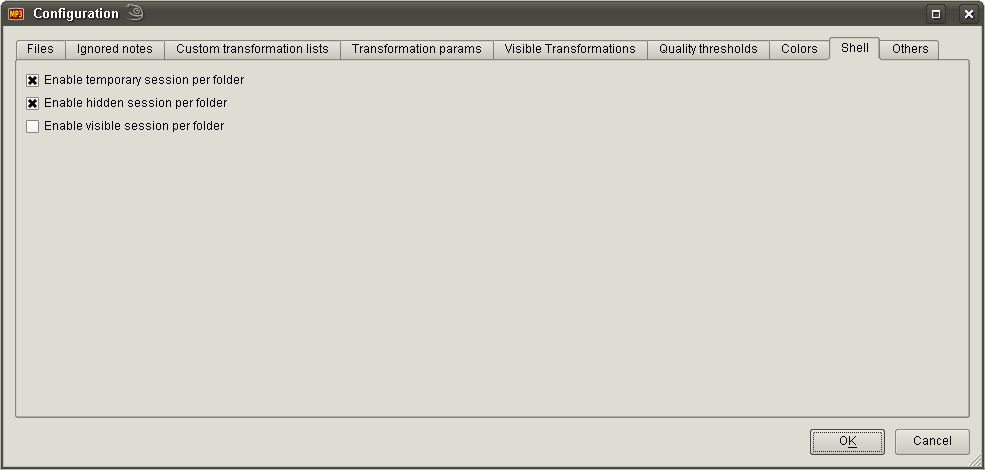 MP3 Configuration
Files Ignored notes Custom transformation lists Transformation params Visible Transformations Quality thresholds Colors Shell Others
Enable temporary session per folder
Enable hidden session per folder
Enable visible session per folder
OK Cancel